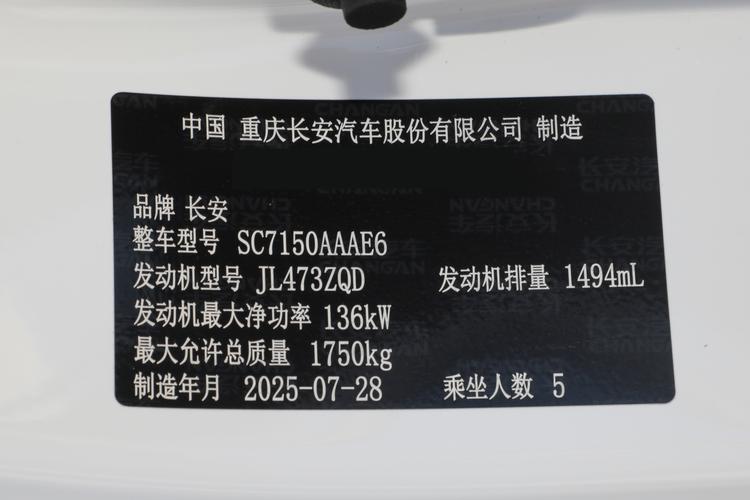 中国 重庆长安汽车股份有限公司 制造
品牌 长安
整车型号 SC7150AAAE6
发动机型号 JL473ZQD 发动机排量 1494mL
发动机最大净功率 136kW
最大允许总质量 1750kg
制造年月 2025-07-28 乘坐人数 5